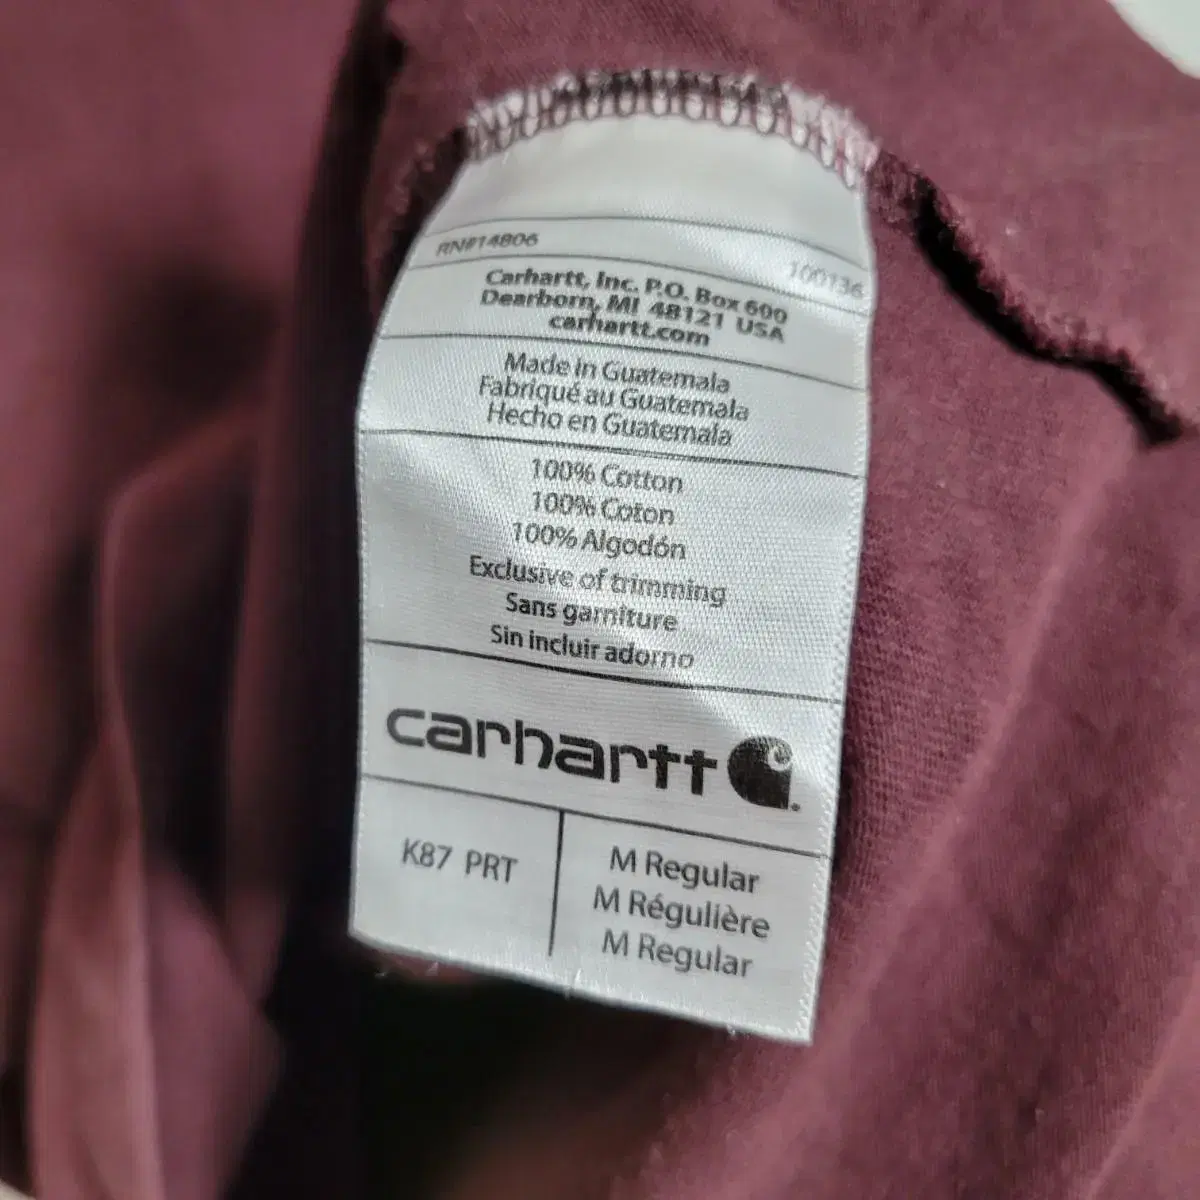 RN#14806
100136
Carhartt, Inc. P.O. Box 600
Dearborn, MI 48121 USA
carhartt.com
Made in Guatemala
Fabriqué au Guatemala
Hecho en Guatemala
100% Cotton
100% Coton
100% Algodón
Exclusive of trimming
Sans garniture
Sin incluir adorno
carhartt
K87 PRT
M Regular
M Régulière
M Regular